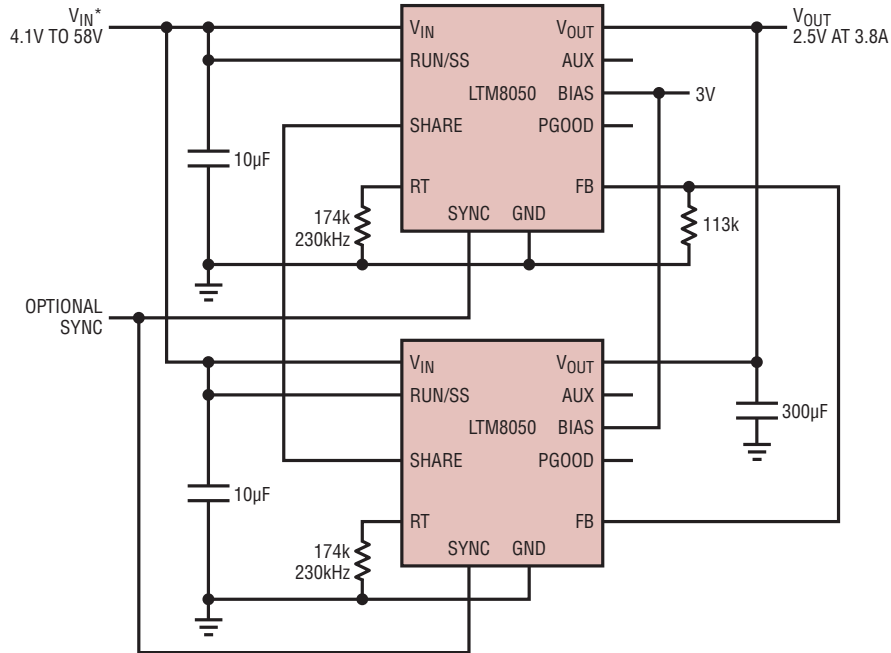 VIN*
4.1V TO 58V
VIN
RUN/SS
SHARE
RT
SYNC
GND
LTM8050
VOUT
AUX
BIAS
PGOOD
FB
VOUT
2.5V AT 3.8A
3V
10µF
174k
230kHz
113k
OPTIONAL
SYNC
VIN
RUN/SS
SHARE
RT
SYNC
GND
LTM8050
VOUT
AUX
BIAS
PGOOD
FB
10µF
174k
230kHz
300µF